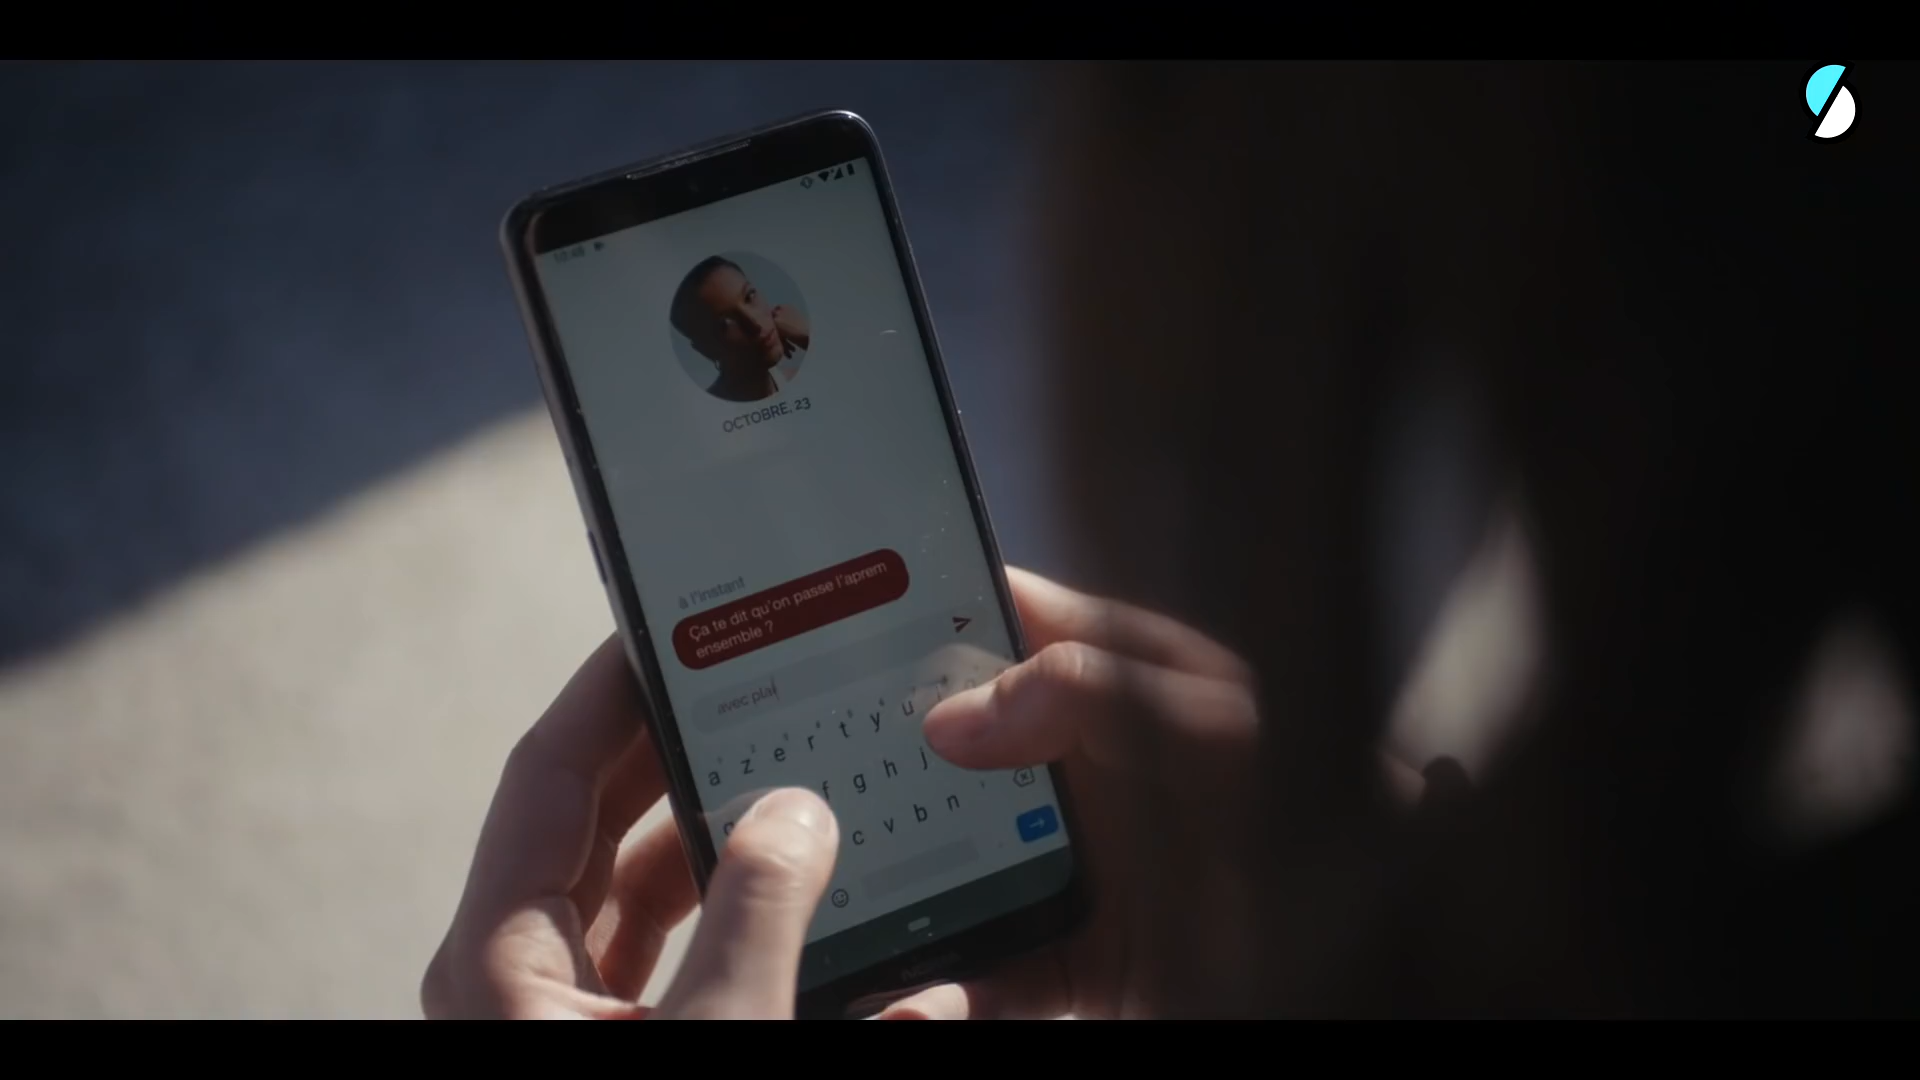 OCTOBRE, 23
à l'instant
Ça te dit qu'on passe l'aprem
ensemble ?
avec plai
a z e r t y u
f g h j
c v b n